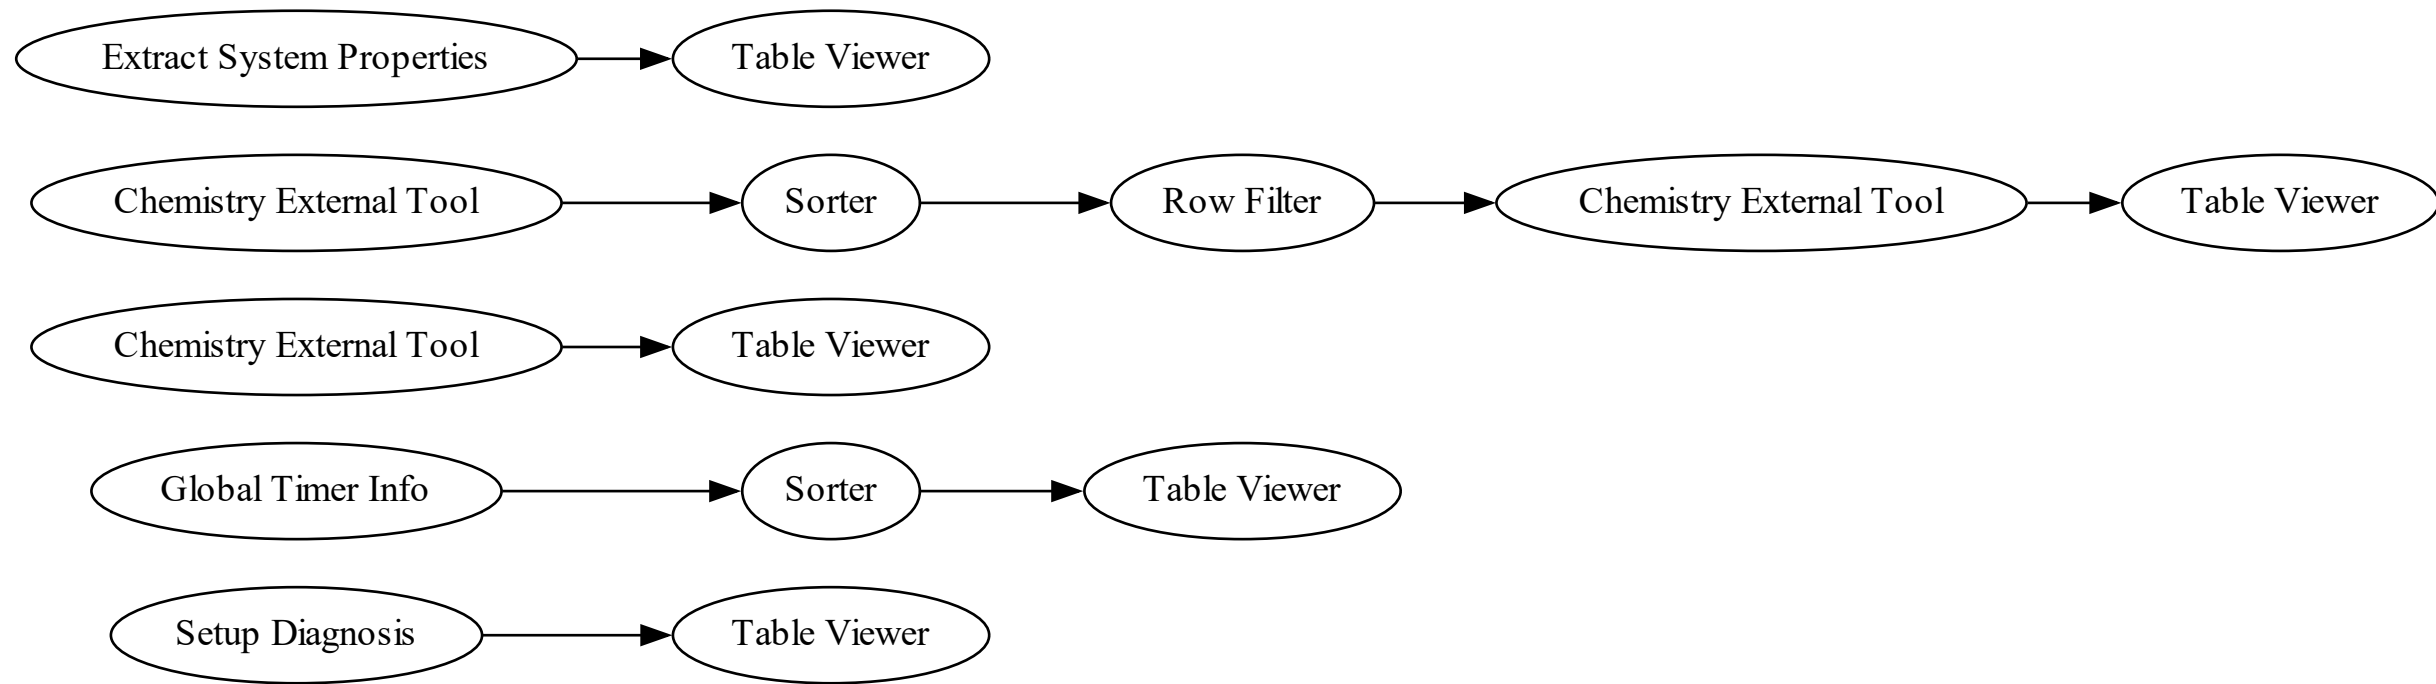 Extract System Properties
Table Viewer
Chemistry External Tool
Sorter
Row Filter
Chemistry External Tool
Table Viewer
Chemistry External Tool
Table Viewer
Global Timer Info
Sorter
Table Viewer
Setup Diagnosis
Table Viewer